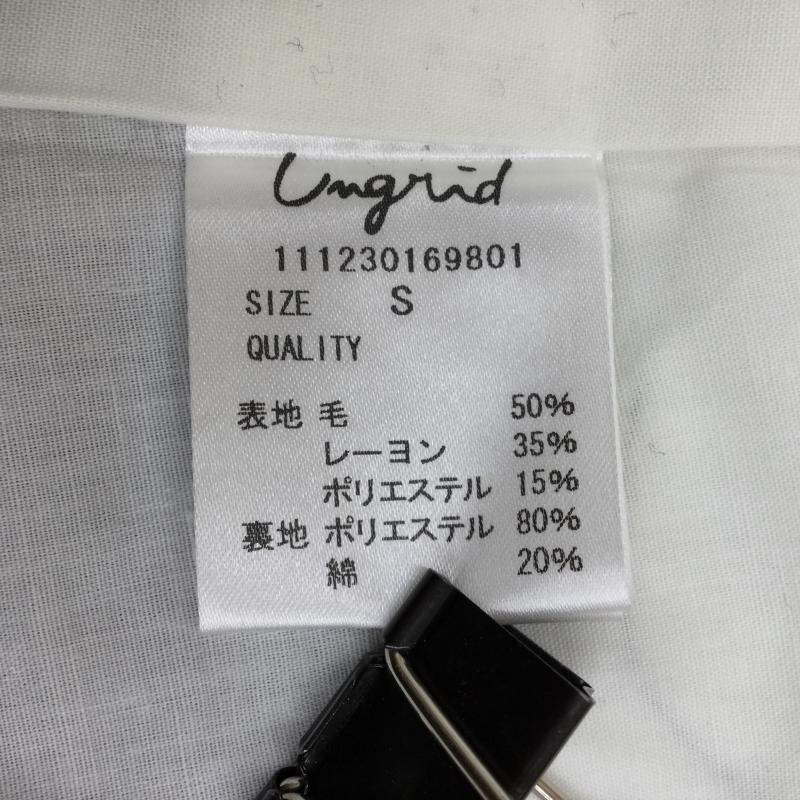 Ungrid
111230169801
SIZE S
QUALITY
表地 毛 50%
レーヨン 35%
ポリエステル 15%
裏地 ポリエステル 80%
綿 20%